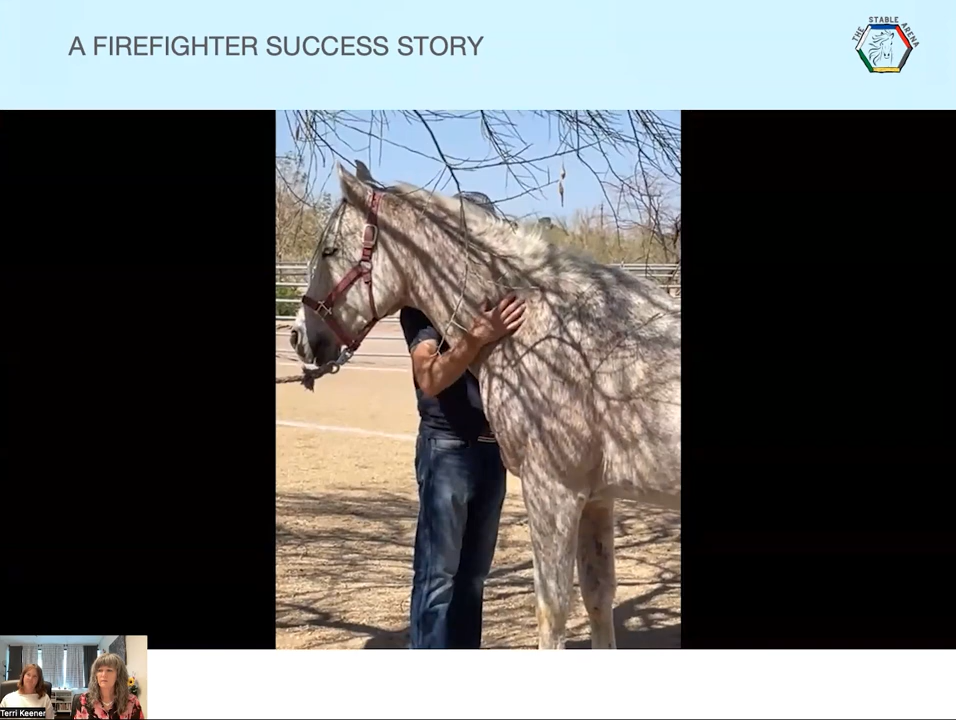 A FIREFIGHTER SUCCESS STORY
THE STABLE ARENA
Terri Keener